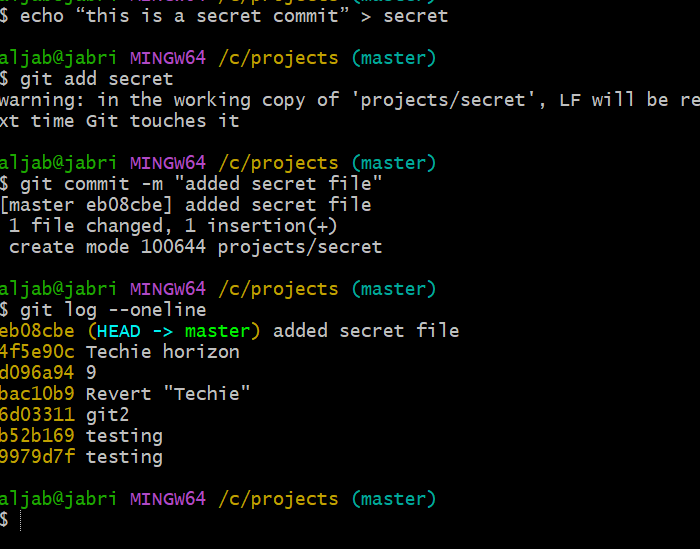 $ echo “this is a secret commit” > secret
aljab@jabri MINGW64 /c/projects (master)
$ git add secret
warning: in the working copy of 'projects/secret', LF will be re
xt time Git touches it
aljab@jabri MINGW64 /c/projects (master)
$ git commit -m "added secret file"
[master eb08cbe] added secret file
1 file changed, 1 insertion(+)
create mode 100644 projects/secret
aljab@jabri MINGW64 /c/projects (master)
$ git log --oneline
eb08cbe (HEAD -> master) added secret file
4f5e90c Techie horizon
d096a94 9
bac10b9 Revert "Techie"
6d03311 git2
b52b169 testing
9979d7f testing
aljab@jabri MINGW64 /c/projects (master)
$